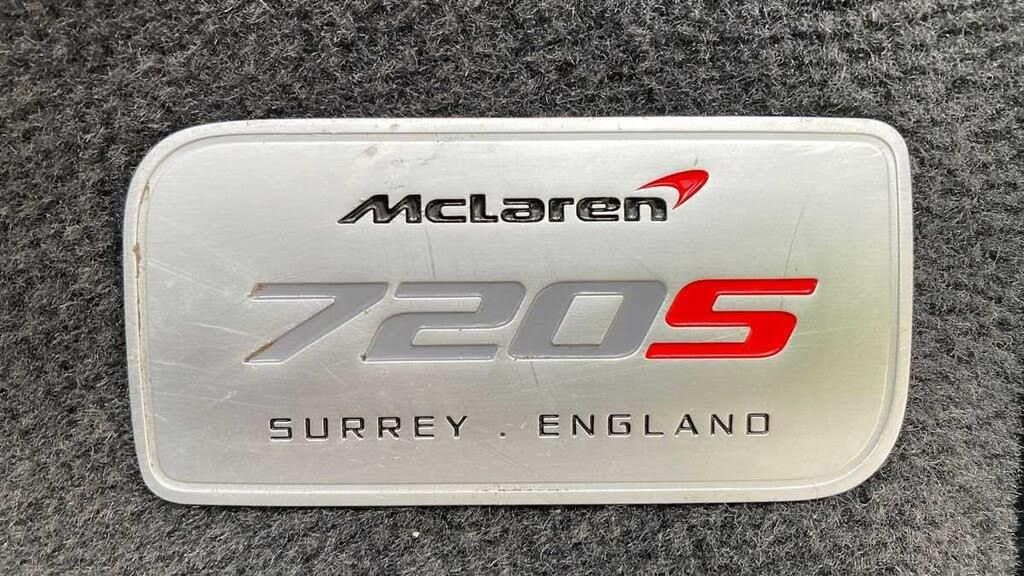 McLaren
720S
SURREY . ENGLAND